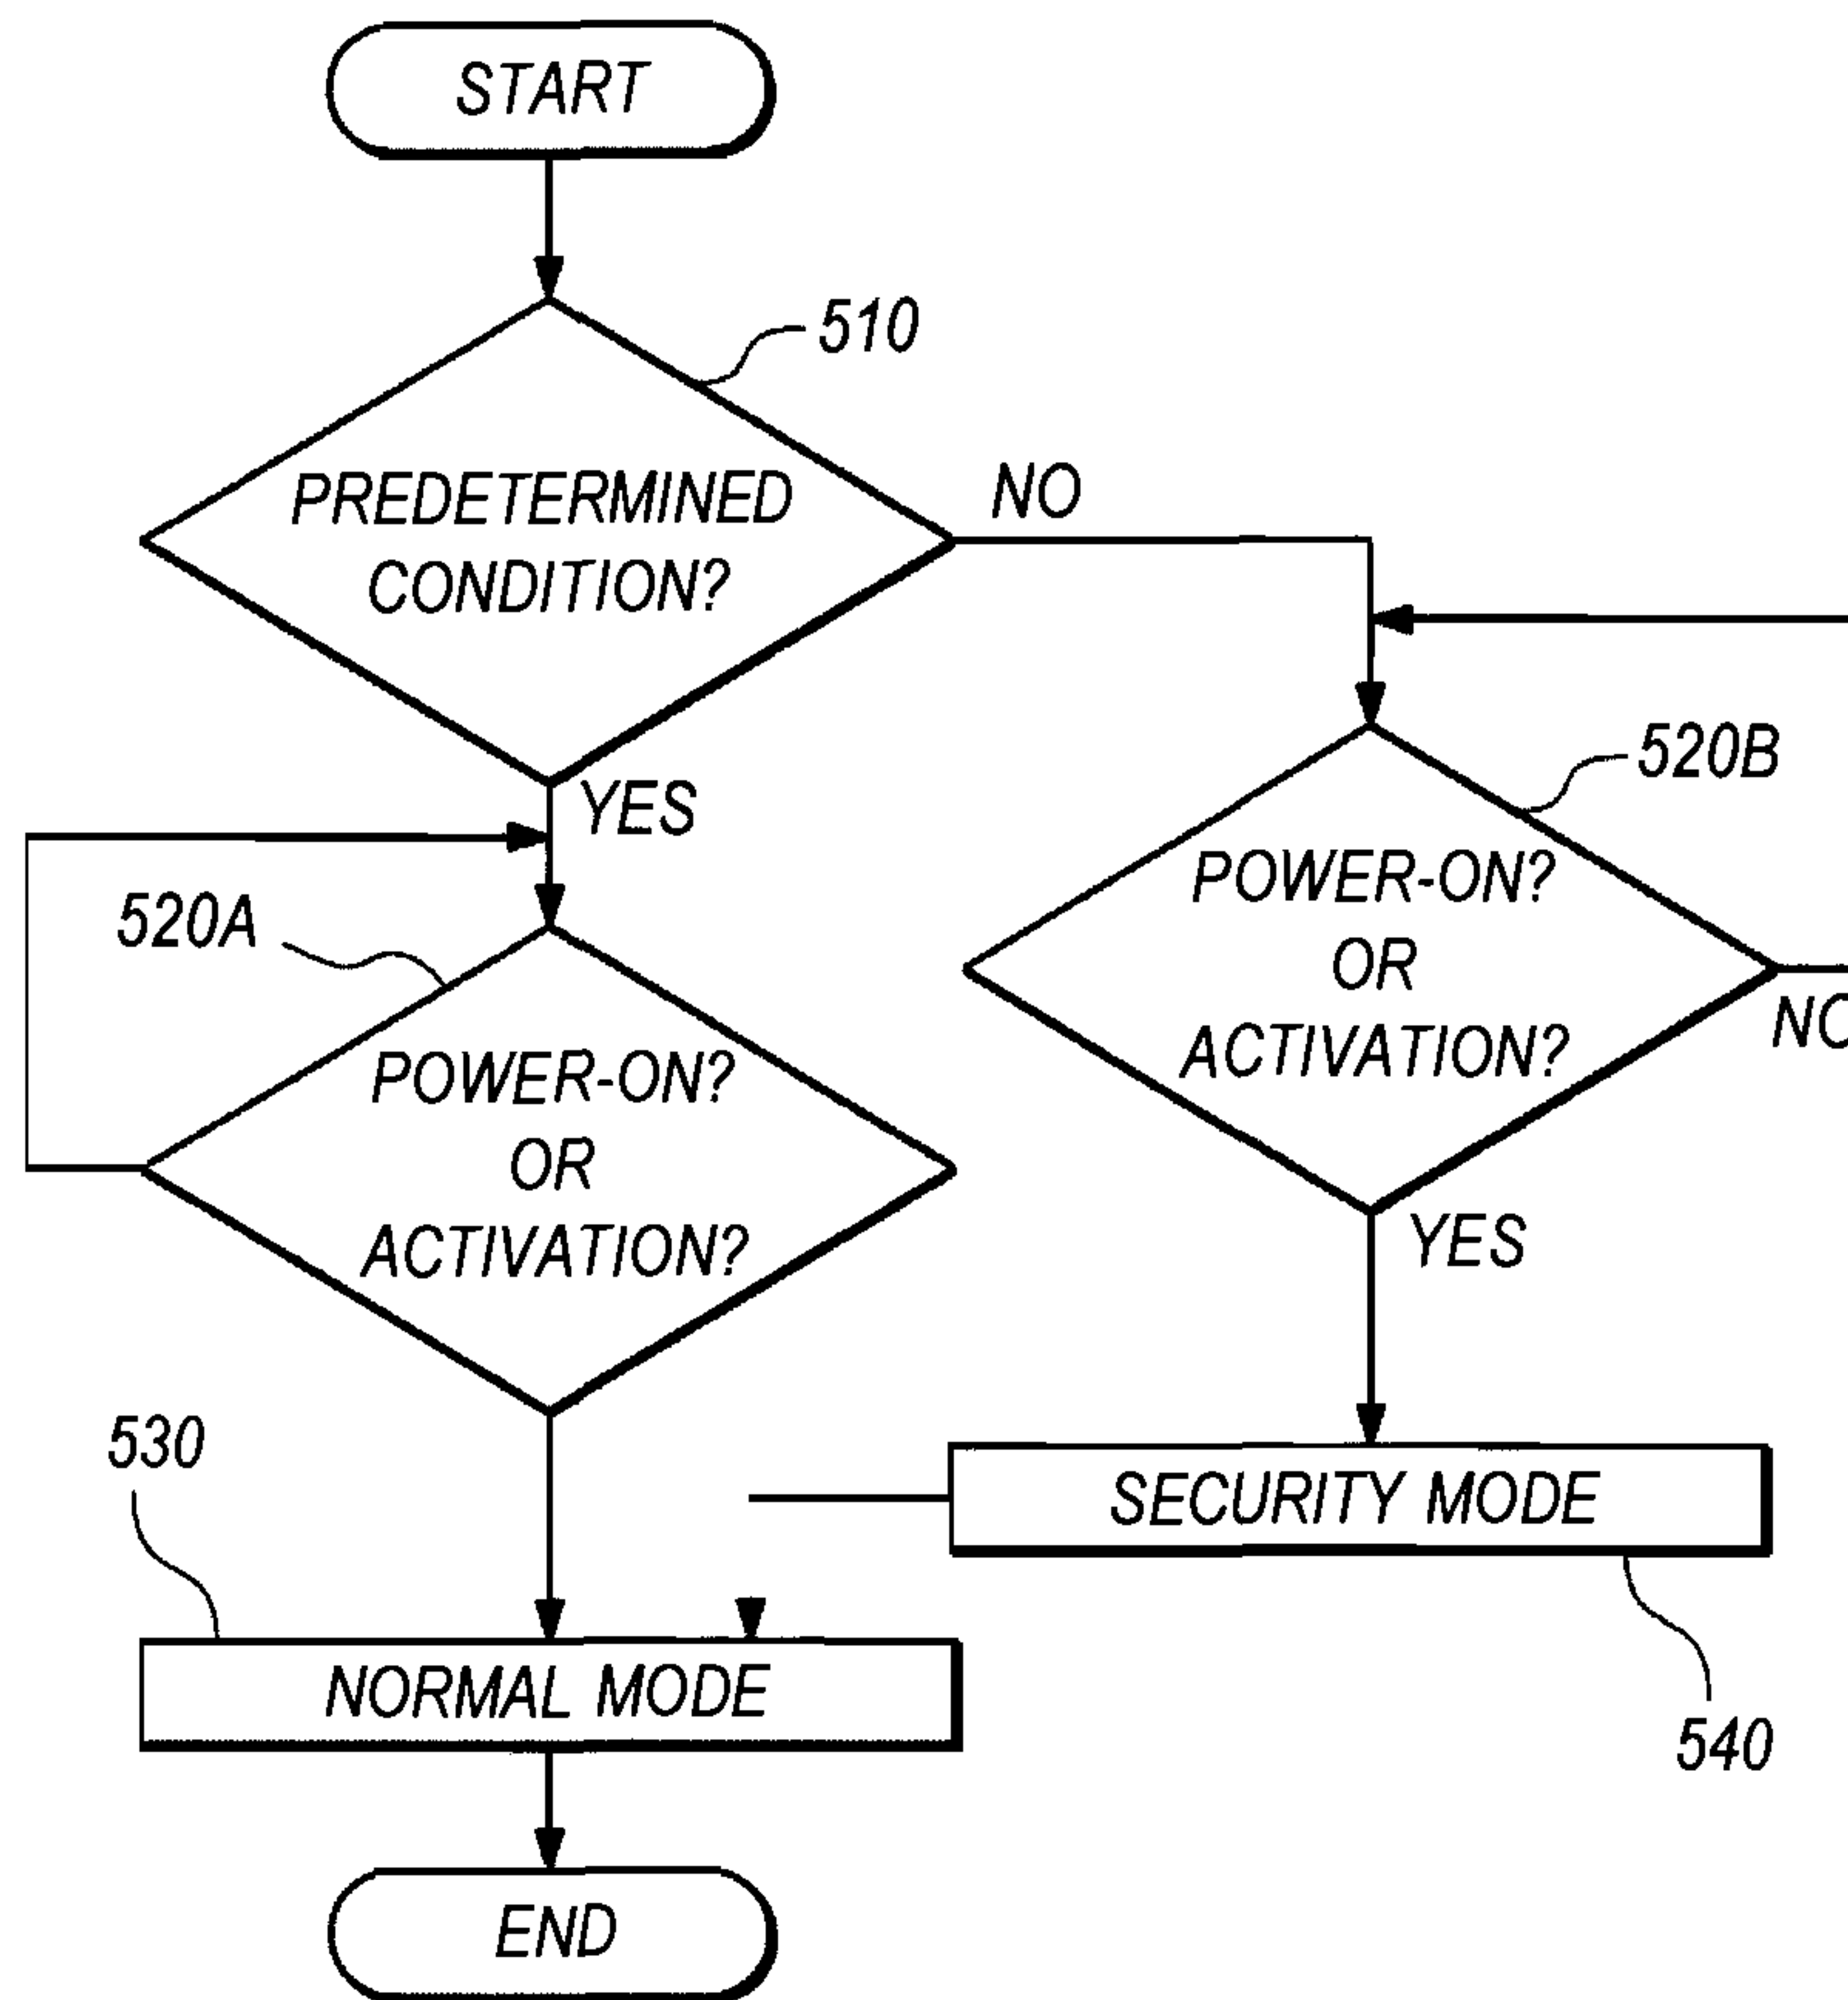 START
510
PREDETERMINED
CONDITION?
NO
YES
520B
POWER-ON?
OR
ACTIVATION?
NO
YES
520A
POWER-ON?
OR
ACTIVATION?
530
SECURITY MODE
540
NORMAL MODE
END